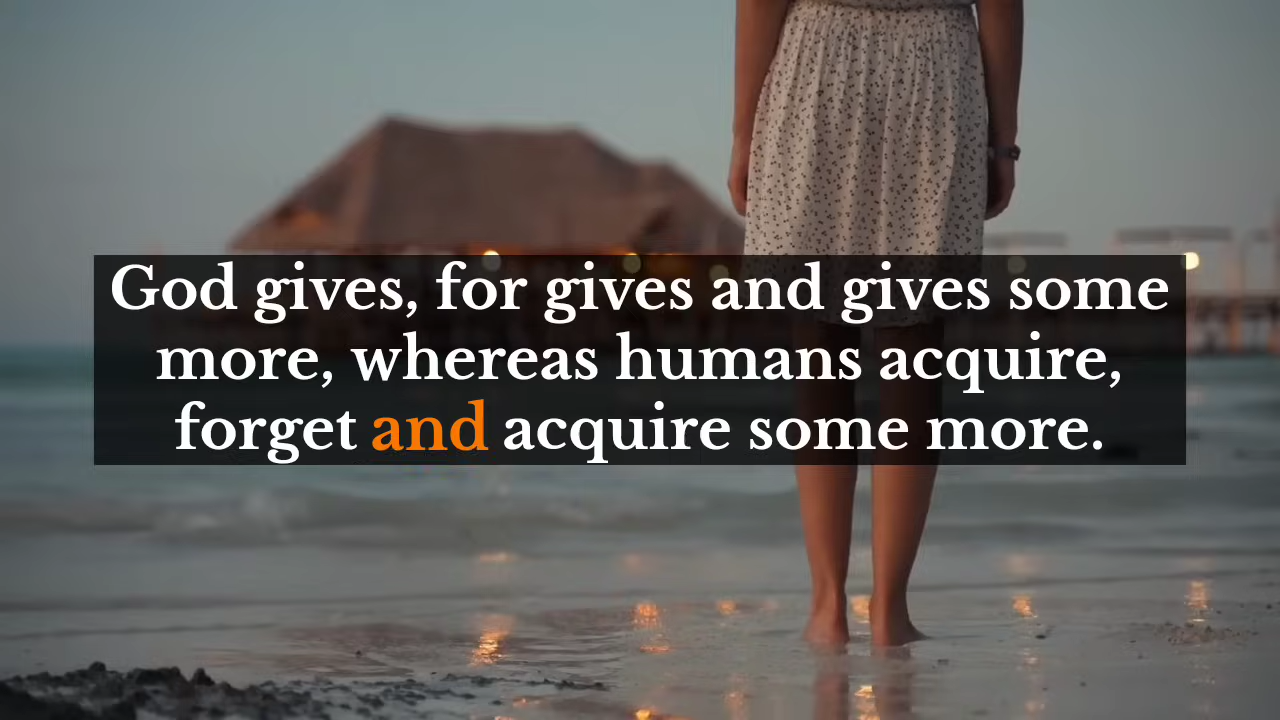 God gives, for gives and gives some
more, whereas humans acquire,
forget and acquire some more.